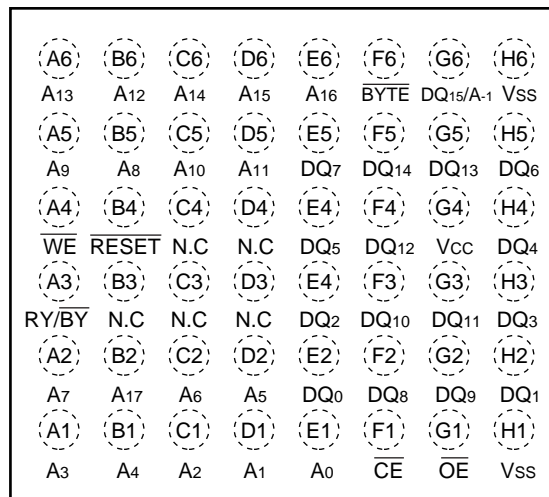 A6 B6 C6 D6 E6 F6 G6 H6
A13 A12 A14 A15 A16 BYTE DQ15/A-1 VSS
A5 B5 C5 D5 E5 F5 G5 H5
A9 A8 A10 A11 DQ7 DQ14 DQ13 DQ6
A4 B4 C4 D4 E4 F4 G4 H4
WE RESET N.C N.C DQ5 DQ12 VCC DQ4
A3 B3 C3 D3 E4 F3 G3 H3
RY/BY N.C N.C N.C DQ2 DQ10 DQ11 DQ3
A2 B2 C2 D2 E2 F2 G2 H2
A7 A17 A6 A5 DQ0 DQ8 DQ9 DQ1
A1 B1 C1 D1 E1 F1 G1 H1
A3 A4 A2 A1 A0 CE OE VSS